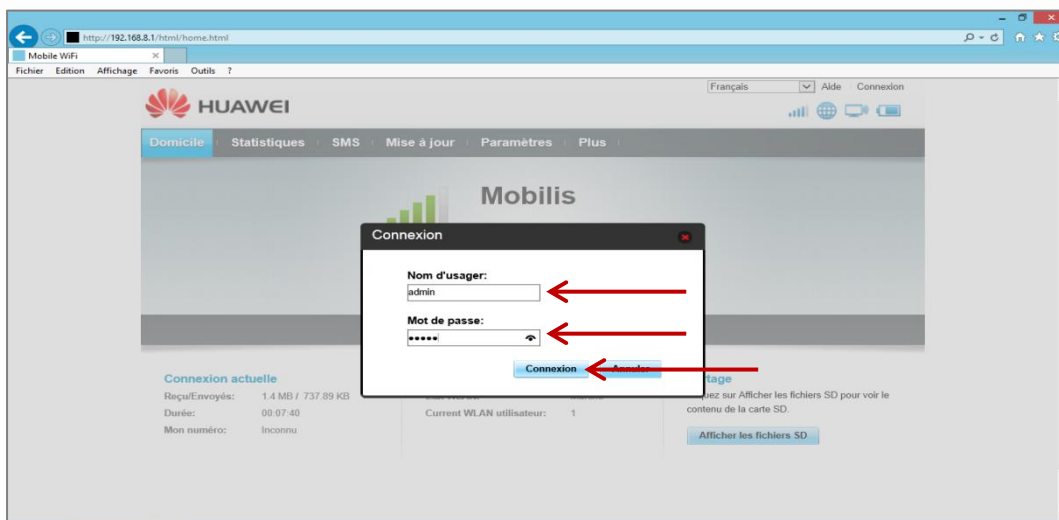 http://192.168.8.1/html/home.html
Mobile WiFi
Fichier Edition Affichage Favoris Outils ?
Français Aide Connexion
HUAWEI
Domicile Statistiques SMS Mise à jour Paramètres Plus
Mobilis
Connexion
Nom d'usager:
admin
Mot de passe:
•••••
Connexion Annuler
Connexion actuelle
Reçu/Envoyés: 1.4 MB / 737.89 KB
Durée: 00:07:40
Current WLAN utilisateur: 1
Mon numéro: Inconnu
sur Afficher les fichiers SD pour voir le
contenu de la carte SD.
Afficher les fichiers SD